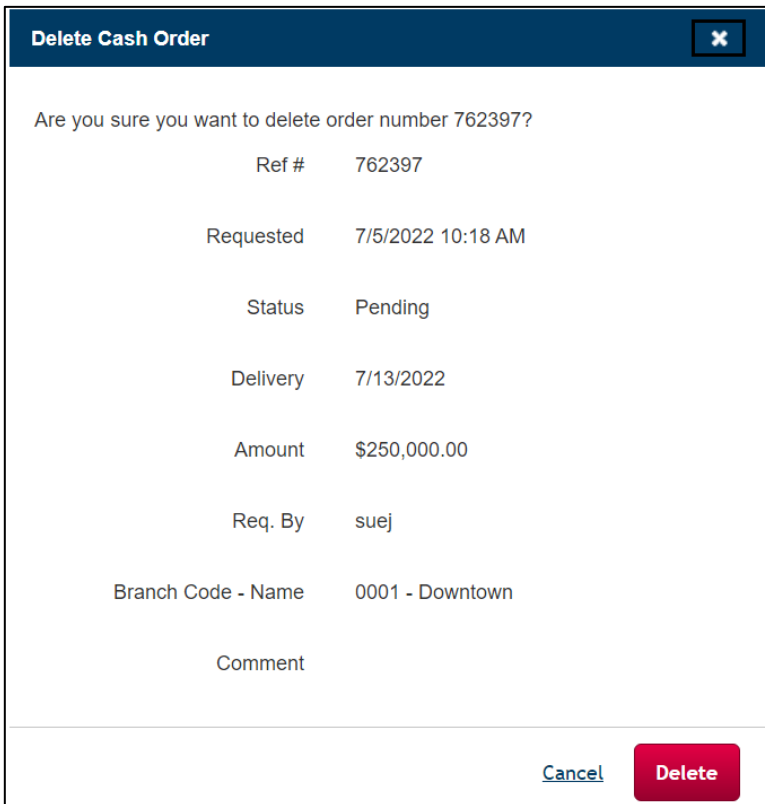 Delete Cash Order
Are you sure you want to delete order number 762397?
Ref # 762397
Requested 7/5/2022 10:18 AM
Status Pending
Delivery 7/13/2022
Amount $250,000.00
Req. By suej
Branch Code - Name 0001 - Downtown
Comment
Cancel Delete